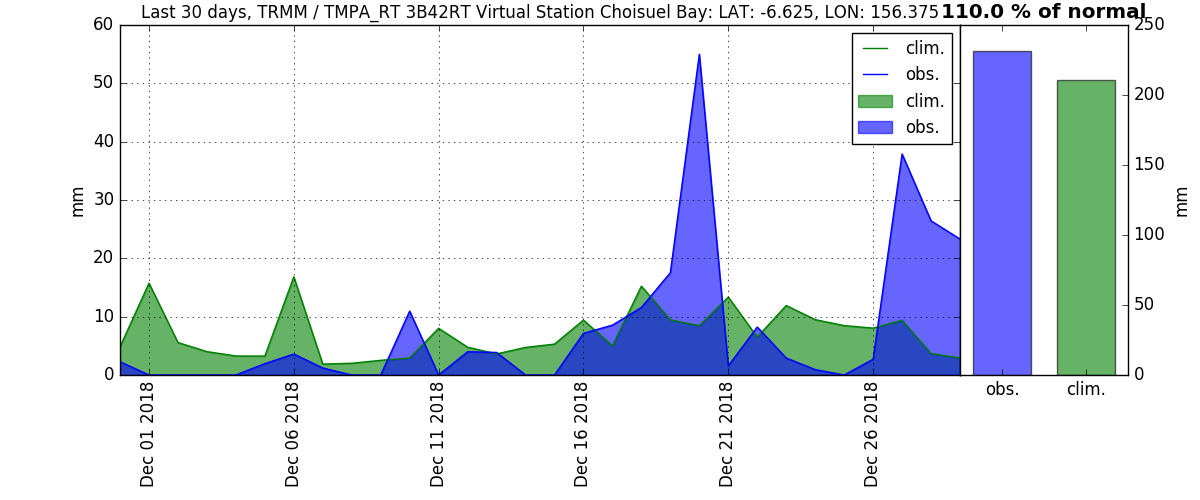 Last 30 days, TRMM / TMPA_RT 3B42RT Virtual Station Choisuel Bay: LAT: -6.625, LON: 156.375
110.0 % of normal
60
50
40
30
20
10
0
mm
clim.
obs.
clim.
obs.
Dec 01 2018
Dec 06 2018
Dec 11 2018
Dec 16 2018
Dec 21 2018
Dec 26 2018
250
200
150
100
50
0
mm
obs.
clim.